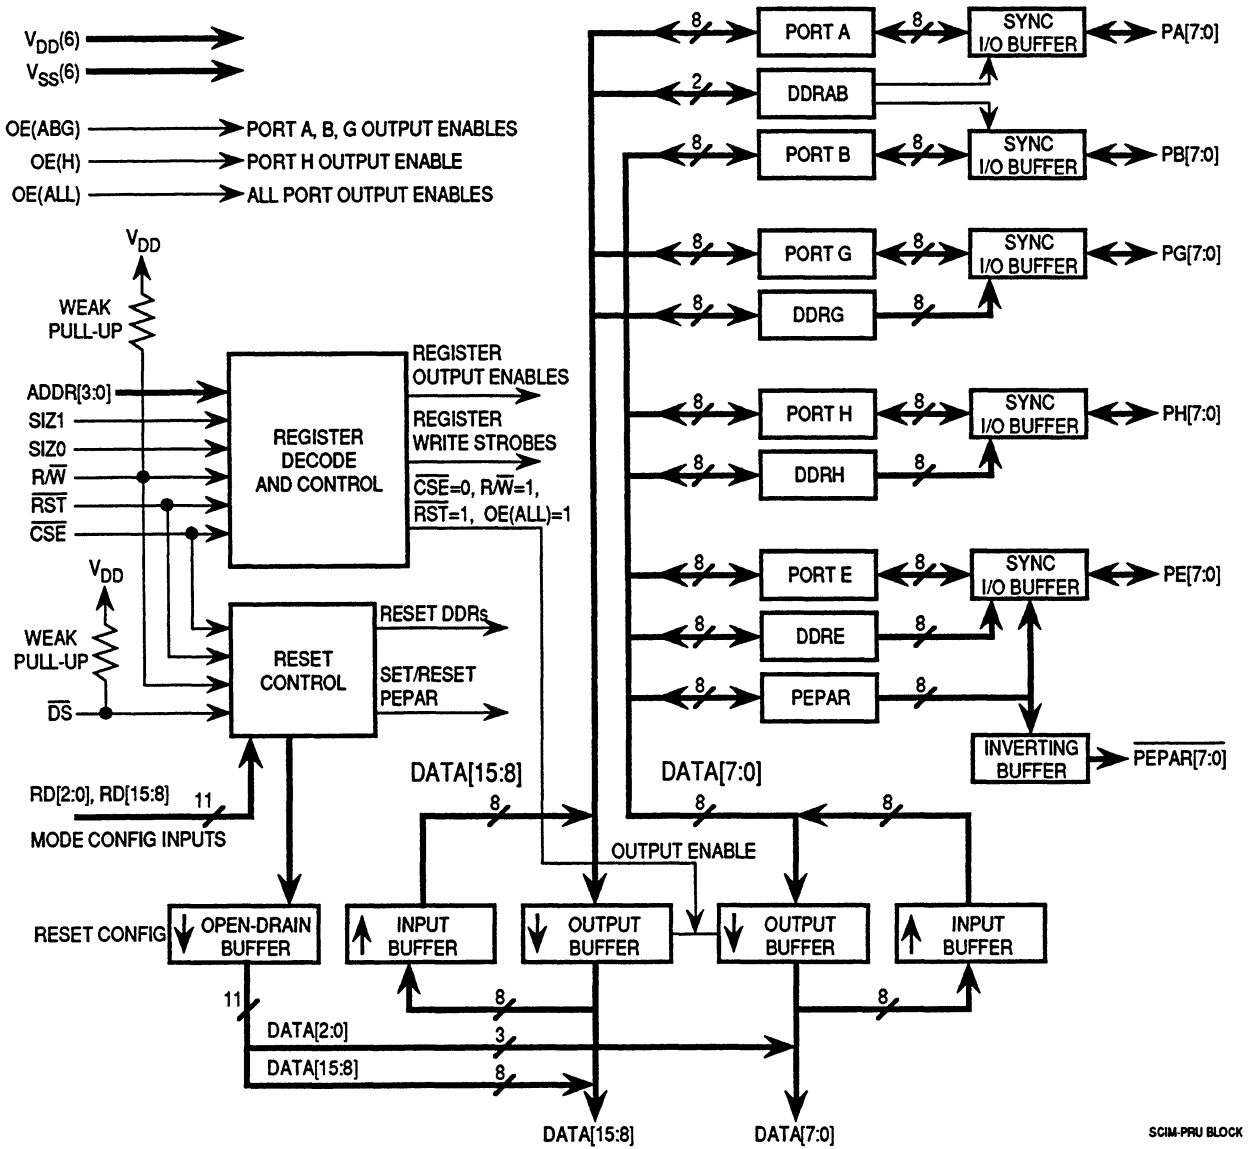 VDD(6)
VSS(6)
OE(ABG) PORT A, B, G OUTPUT ENABLES
OE(H) PORT H OUTPUT ENABLE
OE(ALL) ALL PORT OUTPUT ENABLES
VDD
WEAK
PULL-UP
ADDR[3:0]
SIZ1
SIZ0
R/W̅
R̅S̅T̅
C̅S̅E̅
REGISTER
DECODE
AND CONTROL
REGISTER
OUTPUT ENABLES
REGISTER
WRITE STROBES
C̅S̅E̅=0, R/W̅=1,
R̅S̅T̅=1, OE(ALL)=1
VDD
WEAK
PULL-UP
D̅S̅
RESET
CONTROL
RESET DDRs
SET/RESET
PEPAR
RD[2:0], RD[15:8]
11
MODE CONFIG INPUTS
8 PORT A 8 SYNC
I/O BUFFER PA[7:0]
2 DDRAB
8 PORT B 8 SYNC
I/O BUFFER PB[7:0]
8 PORT G 8 SYNC
I/O BUFFER PG[7:0]
8 DDRG 8
8 PORT H 8 SYNC
I/O BUFFER PH[7:0]
8 DDRH 8
8 PORT E 8 SYNC
I/O BUFFER PE[7:0]
8 DDRE 8
8 PEPAR 8
INVERTING
BUFFER
P̅E̅P̅A̅R̅[̅7̅:̅0̅]̅
DATA[15:8]
8
DATA[7:0]
8
8
OUTPUT ENABLE
RESET CONFIG
OPEN-DRAIN
BUFFER
INPUT
BUFFER
OUTPUT
BUFFER
OUTPUT
BUFFER
INPUT
BUFFER
11
8
8
DATA[2:0]
3
DATA[15:8]
8
DATA[15:8]
DATA[7:0]
SCIM-PRU BLOCK